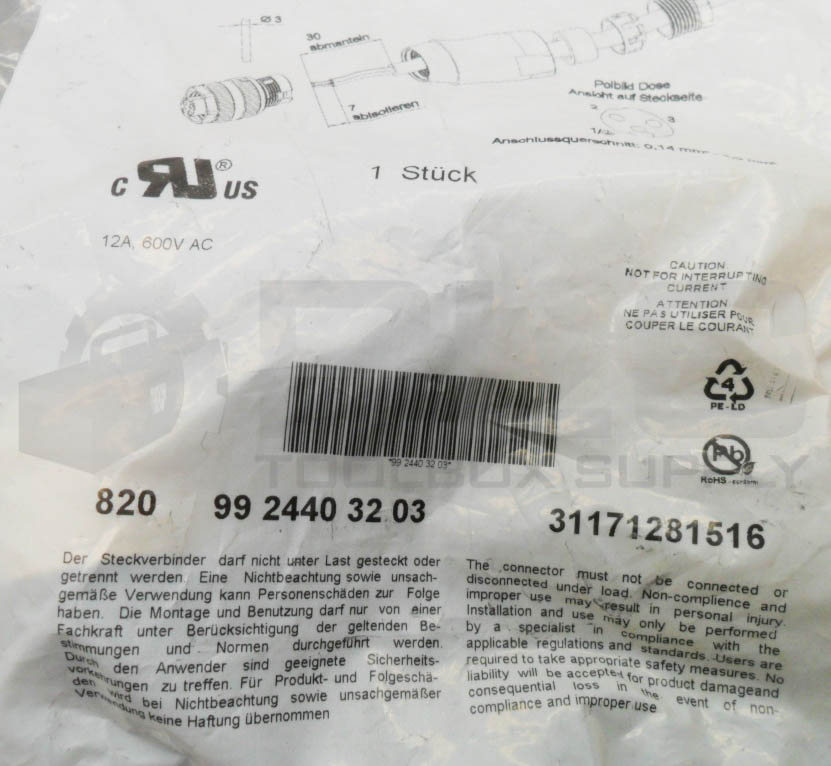 Ø 3
30
abmanteln
7
abisolieren
Polbild Dose
Ansicht auf Steckseite
2
3
1/
Anschlussquerschnitt: 0,14
C RU ® US
1 Stück
12A, 600V AC
CAUTION
NOT FOR INTERRUPTING
CURRENT
ATTENTION
NE PAS UTILISER POUR
COUPER LE COURANT
4
PE-LD
Pb
RoHS -conform
*99 2440 32 03*
TOOLBOX SUPPLY
820 99 2440 32 03
31171281516
Der Steckverbinder darf nicht unter Last gesteckt oder
getrennt werden. Eine Nichtbeachtung sowie unsach-
gemäße Verwendung kann Personenschäden zur Folge
haben. Die Montage und Benutzung darf nur von einer
Fachkraft unter Berücksichtigung der geltenden Be-
stimmungen und Normen durchgeführt werden.
Durch den Anwender sind geeignete Sicherheits-
vorkehrungen zu treffen. Für Produkt- und Folgeschä-
den wird bei Nichtbeachtung sowie unsachgemäßer
Verwendung keine Haftung übernommen
The connector must not be connected or
disconnected under load. Non-complience and
improper use may result in personal injury.
Installation and use may only be performed
by a specialist in compliance with the
applicable regulations and standards. Users are
required to take appropriate safety measures. No
liability will be accepted for product damageand
consequential loss in the event of non-
compliance and improper use